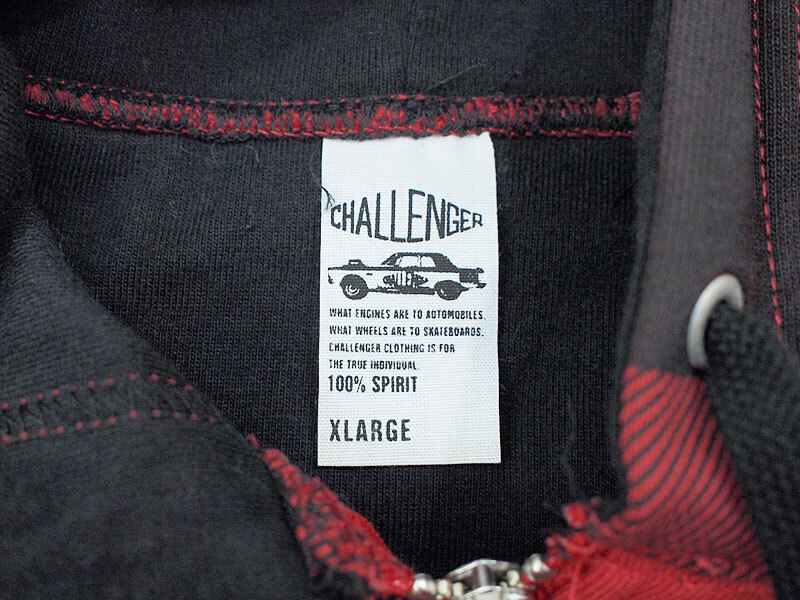 CHALLENGER
WHAT ENGINES ARE TO AUTOMOBILES.
WHAT WHEELS ARE TO SKATEBOARDS.
CHALLENGER CLOTHING IS FOR
THE TRUE INDIVIDUAL.
100% SPIRIT
XLARGE